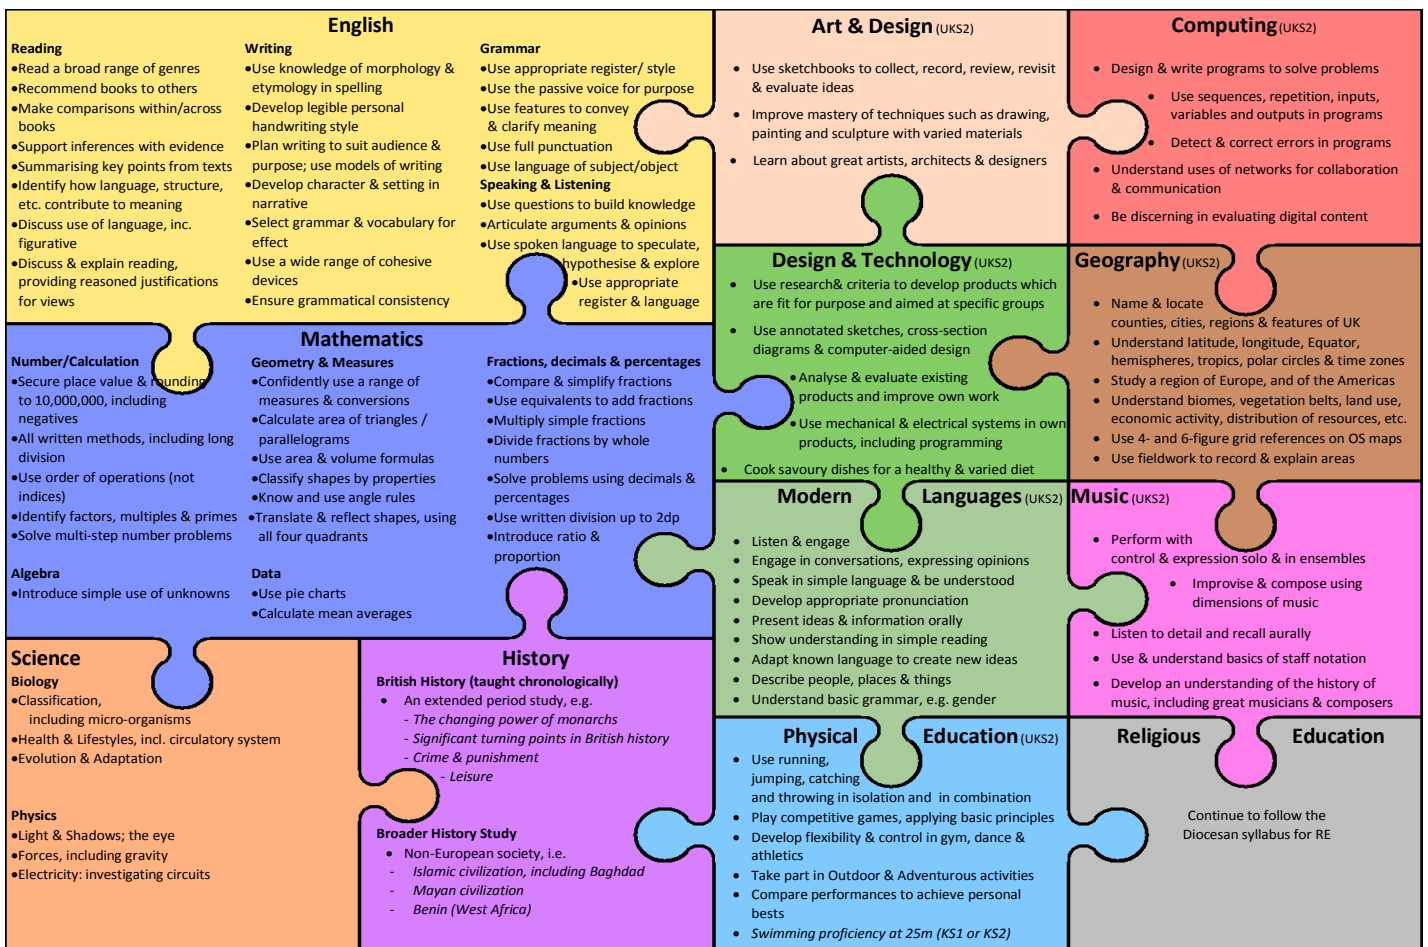 English
Reading
•Read a broad range of genres
•Recommend books to others
•Make comparisons within/across
books
•Support inferences with evidence
•Summarising key points from texts
•Identify how language, structure,
etc. contribute to meaning
•Discuss use of language, inc.
figurative
•Discuss & explain reading,
providing reasoned justifications
for views
Writing
•Use knowledge of morphology &
etymology in spelling
•Develop legible personal
handwriting style
•Plan writing to suit audience &
purpose; use models of writing
•Develop character & setting in
narrative
•Select grammar & vocabulary for
effect
•Use a wide range of cohesive
devices
•Ensure grammatical consistency
Grammar
•Use appropriate register/ style
•Use the passive voice for purpose
•Use features to convey
& clarify meaning
•Use full punctuation
•Use language of subject/object
Speaking & Listening
•Use questions to build knowledge
•Articulate arguments & opinions
•Use spoken language to speculate,
hypothesise & explore
•Use appropriate
register & language
Art & Design (UKS2)
• Use sketchbooks to collect, record, review, revisit
& evaluate ideas
• Improve mastery of techniques such as drawing,
painting and sculpture with varied materials
• Learn about great artists, architects & designers
Computing (UKS2)
• Design & write programs to solve problems
• Use sequences, repetition, inputs,
variables and outputs in programs
• Detect & correct errors in programs
• Understand uses of networks for collaboration
& communication
• Be discerning in evaluating digital content
Design & Technology (UKS2)
• Use research& criteria to develop products which
are fit for purpose and aimed at specific groups
• Use annotated sketches, cross-section
diagrams & computer-aided design
• Analyse & evaluate existing
products and improve own work
• Use mechanical & electrical systems in own
products, including programming
• Cook savoury dishes for a healthy & varied diet
Geography (UKS2)
• Name & locate
counties, cities, regions & features of UK
• Understand latitude, longitude, Equator,
hemispheres, tropics, polar circles & time zones
• Study a region of Europe, and of the Americas
• Understand biomes, vegetation belts, land use,
economic activity, distribution of resources, etc.
• Use 4- and 6-figure grid references on OS maps
• Use fieldwork to record & explain areas
Mathematics
Number/Calculation
•Secure place value & rounding
to 10,000,000, including
negatives
•All written methods, including long
division
•Use order of operations (not
indices)
•Identify factors, multiples & primes
•Solve multi-step number problems
Algebra
•Introduce simple use of unknowns
Geometry & Measures
•Confidently use a range of
measures & conversions
•Calculate area of triangles /
parallelograms
•Use area & volume formulas
•Classify shapes by properties
•Know and use angle rules
•Translate & reflect shapes, using
all four quadrants
Data
•Use pie charts
•Calculate mean averages
Fractions, decimals & percentages
•Compare & simplify fractions
•Use equivalents to add fractions
•Multiply simple fractions
•Divide fractions by whole
numbers
•Solve problems using decimals &
percentages
•Use written division up to 2dp
•Introduce ratio &
proportion
Modern Languages (UKS2)
• Listen & engage
• Engage in conversations, expressing opinions
• Speak in simple language & be understood
• Develop appropriate pronunciation
• Present ideas & information orally
• Show understanding in simple reading
• Adapt known language to create new ideas
• Describe people, places & things
• Understand basic grammar, e.g. gender
Music (UKS2)
• Perform with
control & expression solo & in ensembles
• Improvise & compose using
dimensions of music
• Listen to detail and recall aurally
• Use & understand basics of staff notation
• Develop an understanding of the history of
music, including great musicians & composers
Science
Biology
•Classification,
including micro-organisms
•Health & Lifestyles, incl. circulatory system
•Evolution & Adaptation
Physics
•Light & Shadows; the eye
•Forces, including gravity
•Electricity: investigating circuits
History
British History (taught chronologically)
• An extended period study, e.g.
- The changing power of monarchs
- Significant turning points in British history
- Crime & punishment
- Leisure
Broader History Study
• Non-European society, i.e.
- Islamic civilization, including Baghdad
- Mayan civilization
- Benin (West Africa)
Physical Education (UKS2)
• Use running,
jumping, catching
and throwing in isolation and in combination
• Play competitive games, applying basic principles
• Develop flexibility & control in gym, dance &
athletics
• Take part in Outdoor & Adventurous activities
• Compare performances to achieve personal
bests
• Swimming proficiency at 25m (KS1 or KS2)
Religious Education
Continue to follow the
Diocesan syllabus for RE